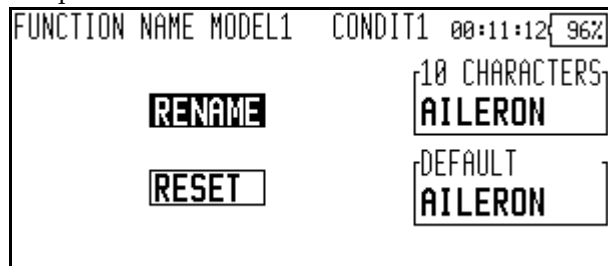 FUNCTION NAME MODEL1 CONDIT1 00:11:12 96%
10 CHARACTERS
RENAME AILERON
DEFAULT
RESET AILERON